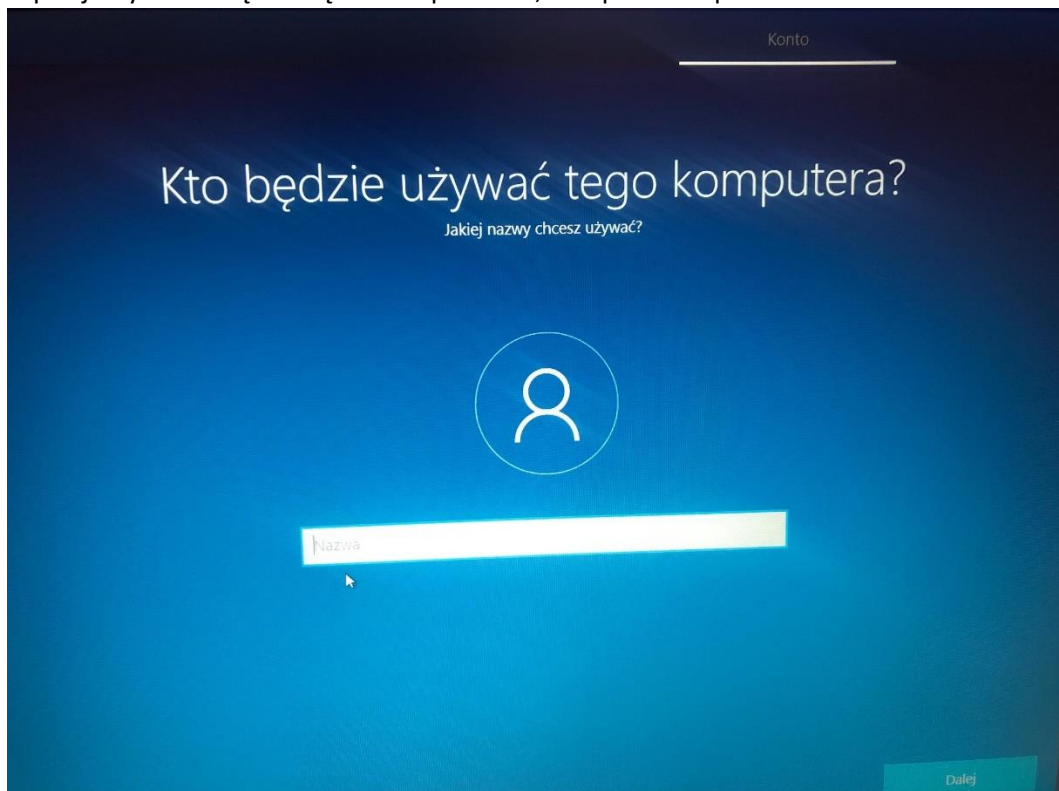 Konto
Kto będzie używać tego komputera?
Jakiej nazwy chcesz używać?
Nazwa
Dalej